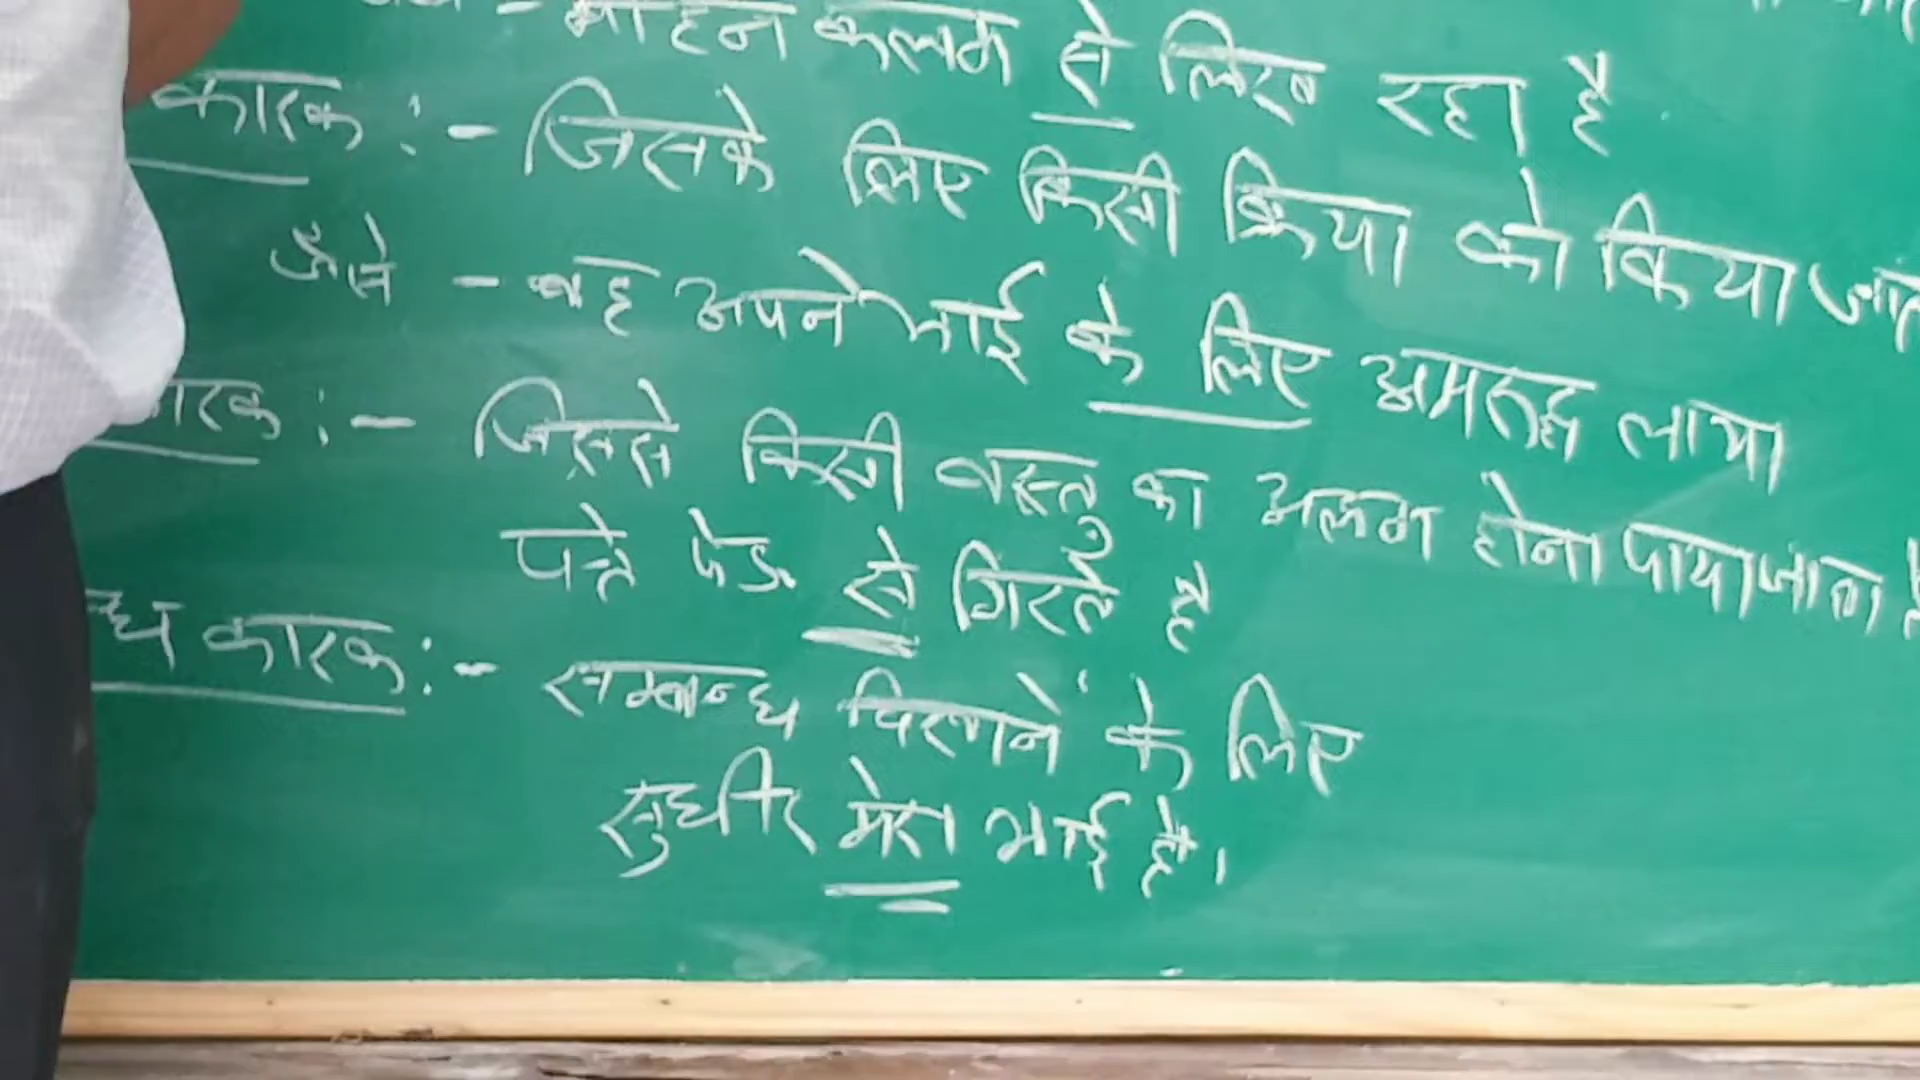 - मोहन कलम से लिख रहा है
कारक :- जिसके लिए किसी क्रिया को किया जात
जैसे - वह अपने भाई के लिए अमरूद लाया
कारक :- जिससे किसी वस्तु का अलग होना पाया जाता है
पत्ते पेड़ से गिरते है
न्ध कारक :- सम्बन्ध दिखाने के लिए
सुधीर मेरा भाई है।